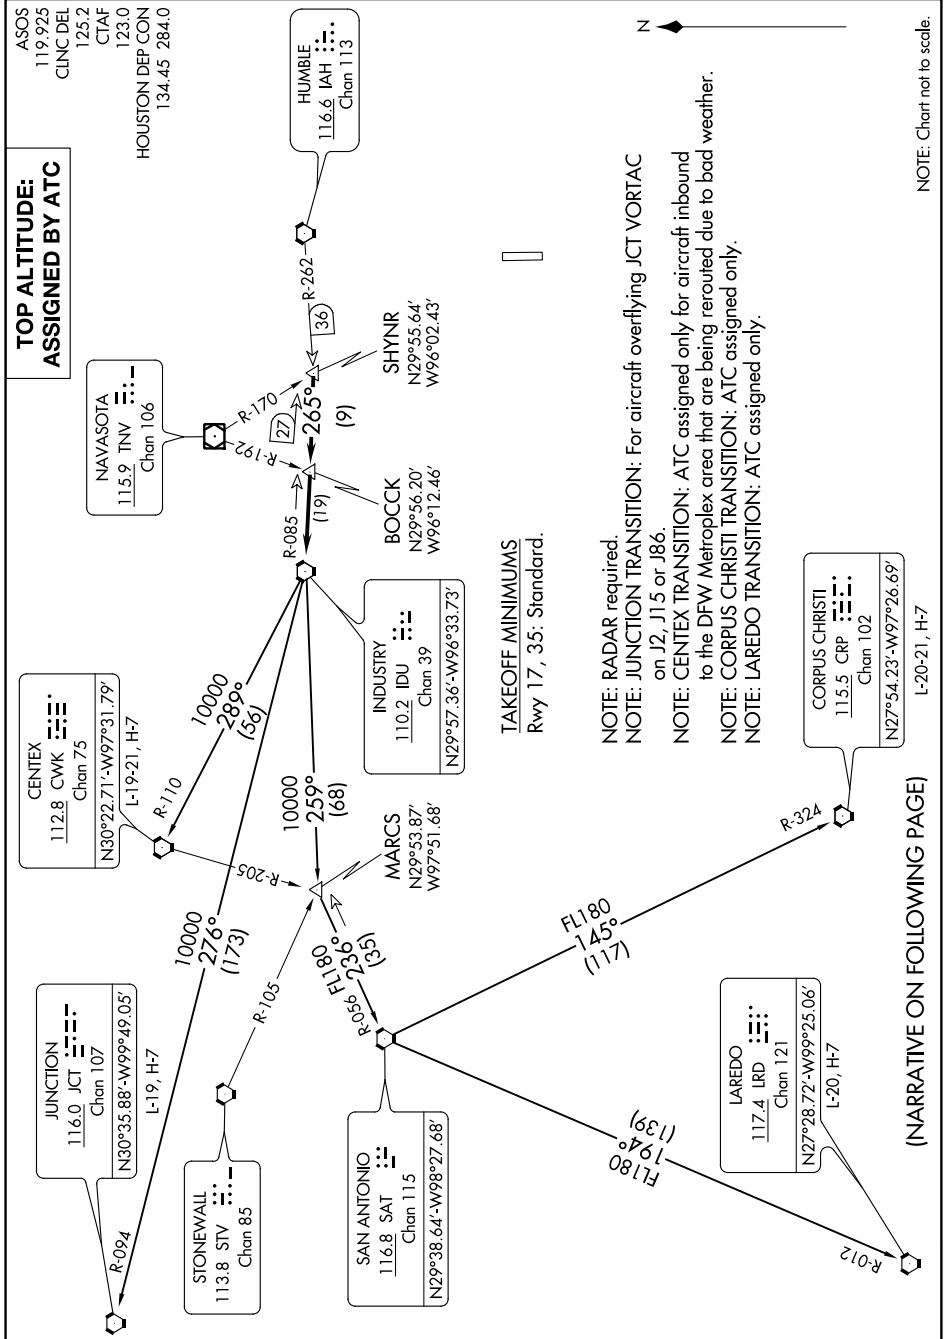 ASOS
119.925
CLNC DEL
125.2
CTAF
123.0
HOUSTON DEP CON
134.45 284.0
TOP ALTITUDE:
ASSIGNED BY ATC
HUMBLE
116.6 IAH
Chan 113
R-262
36
NAVASOTA
115.9 TNV
Chan 106
R-170
R-192
27
SHYNR
N29°55.64'
W96°02.43'
265°
(9)
BOCCK
N29°56.20'
W96°12.46'
R-085
(19)
INDUSTRY
110.2 IDU
Chan 39
N29°57.36'-W96°33.73'
CENTEX
112.8 CWK
Chan 75
N30°22.71'-W97°31.79'
L-19-21, H-7
10000
289°
(56)
R-110
10000
259°
(68)
R-205
MARCS
N29°53.87'
W97°51.68'
10000
276°
(173)
JUNCTION
116.0 JCT
Chan 107
N30°35.88'-W99°49.05'
L-19, H-7
R-094
R-105
STONEWALL
113.8 STV
Chan 85
FL180
236°
(35)
R-056
SAN ANTONIO
116.8 SAT
Chan 115
N29°38.64'-W98°27.68'
FL180
145°
(117)
R-324
CORPUS CHRISTI
115.5 CRP
Chan 102
N27°54.23'-W97°26.69'
L-20-21, H-7
FL180
194°
(139)
R-012
LAREDO
117.4 LRD
Chan 121
N27°28.72'-W99°25.06'
L-20, H-7
TAKEOFF MINIMUMS
Rwy 17, 35: Standard.
NOTE: RADAR required.
NOTE: JUNCTION TRANSITION: For aircraft overflying JCT VORTAC
on J2, J15 or J86.
NOTE: CENTEX TRANSITION: ATC assigned only for aircraft inbound
to the DFW Metroplex area that are being rerouted due to bad weather.
NOTE: CORPUS CHRISTI TRANSITION: ATC assigned only.
NOTE: LAREDO TRANSITION: ATC assigned only.
N
(NARRATIVE ON FOLLOWING PAGE)
NOTE: Chart not to scale.